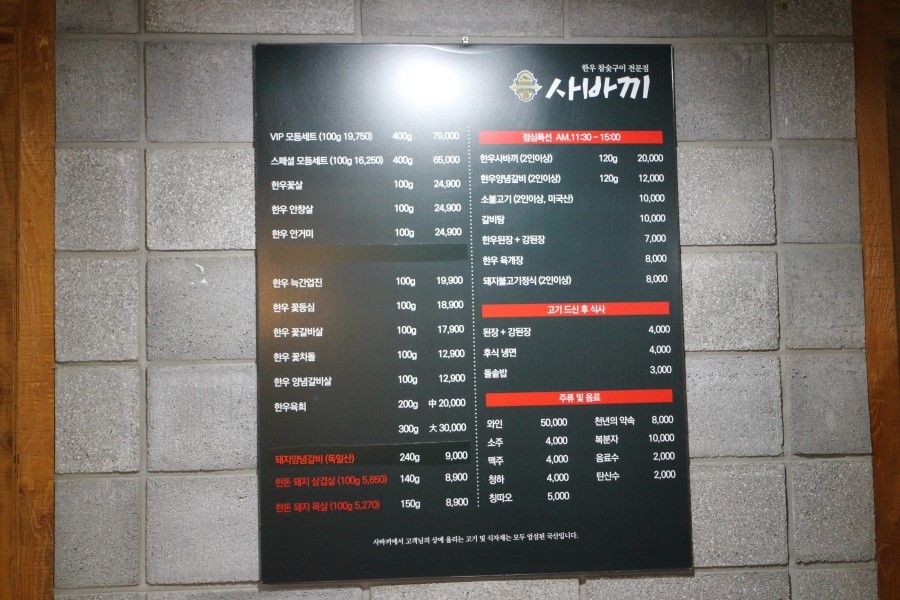 한우 참숯구이 전문점
사바끼
VIP 모듬세트 (100g 19,750) 400g 79,000
스페셜 모듬세트 (100g 16,250) 400g 65,000
한우꽃살 100g 24,900
한우 안창살 100g 24,900
한우 안거미 100g 24,900
한우 늑간업진 100g 19,900
한우 꽃등심 100g 18,900
한우 꽃갈비살 100g 17,900
한우 꽃차돌 100g 12,900
한우 양념갈비살 100g 12,900
한우육회 200g 中 20,000
300g 大 30,000
돼지양념갈비 (독일산) 240g 9,000
한돈 돼지 삼겹살 (100g 5,650) 140g 8,900
한돈 돼지 목살 (100g 5,270) 150g 8,900
점심특선 AM.11:30 - 15:00
한우사바끼 (2인이상) 120g 20,000
한우양념갈비 (2인이상) 120g 12,000
소불고기 (2인이상, 미국산) 10,000
갈비탕 10,000
한우된장 + 강된장 7,000
한우 육개장 8,000
돼지불고기정식 (2인이상) 8,000
고기 드신 후 식사
된장 + 강된장 4,000
후식 냉면 4,000
돌솥밥 3,000
주류 및 음료
와인 50,000 천년의 약속 8,000
소주 4,000 복분자 10,000
맥주 4,000 음료수 2,000
청하 4,000 탄산수 2,000
칭따오 5,000
사바끼에서 고객님의 상에 올리는 고기 및 식자재는 모두 엄선된 국산입니다.